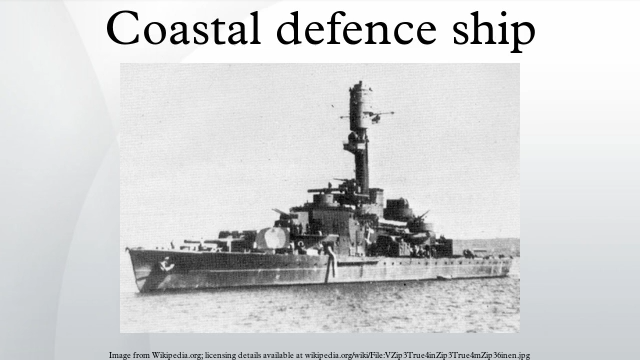 Coastal defence ship
Image from Wikipedia.org; licensing details available at wikipedia.org/wiki/File:VZip3True4inZip3True4mZip36inen.jpg